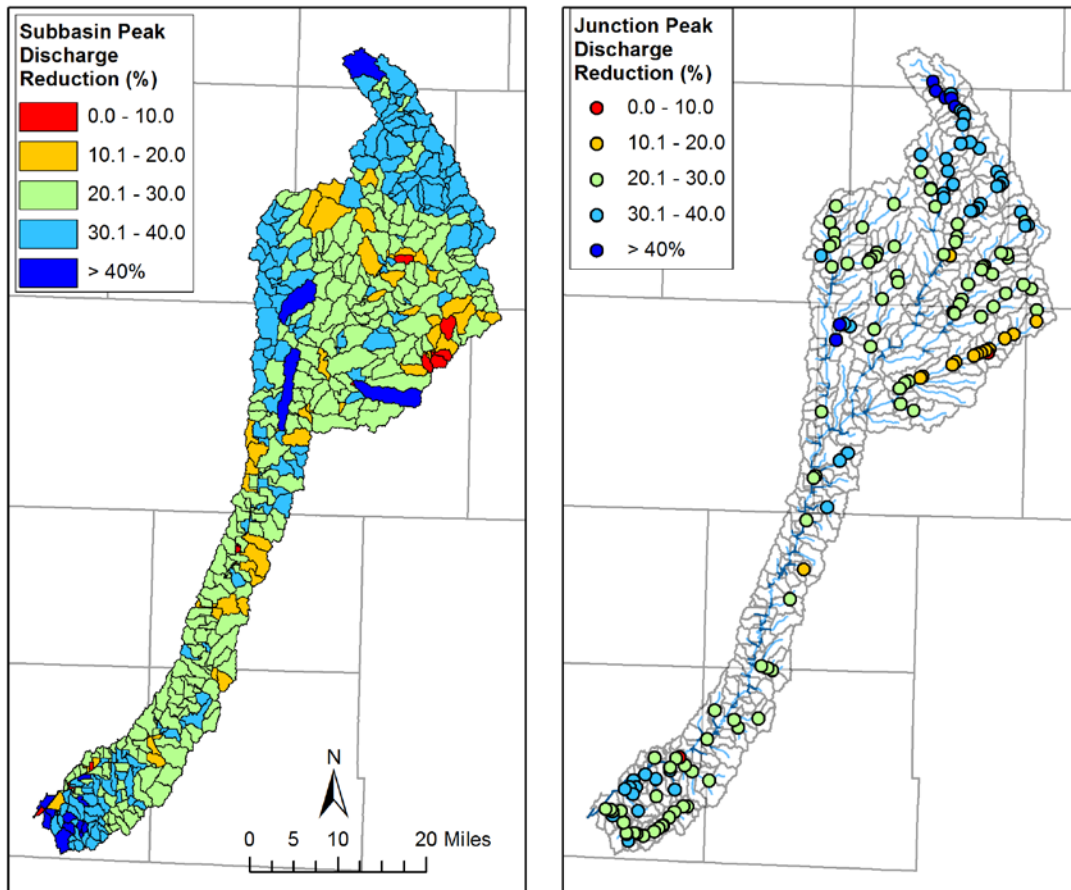 Subbasin Peak
Discharge
Reduction (%)
0.0 - 10.0
10.1 - 20.0
20.1 - 30.0
30.1 - 40.0
> 40%
N
0 5 10 20 Miles
Junction Peak
Discharge
Reduction (%)
0.0 - 10.0
10.1 - 20.0
20.1 - 30.0
30.1 - 40.0
> 40%